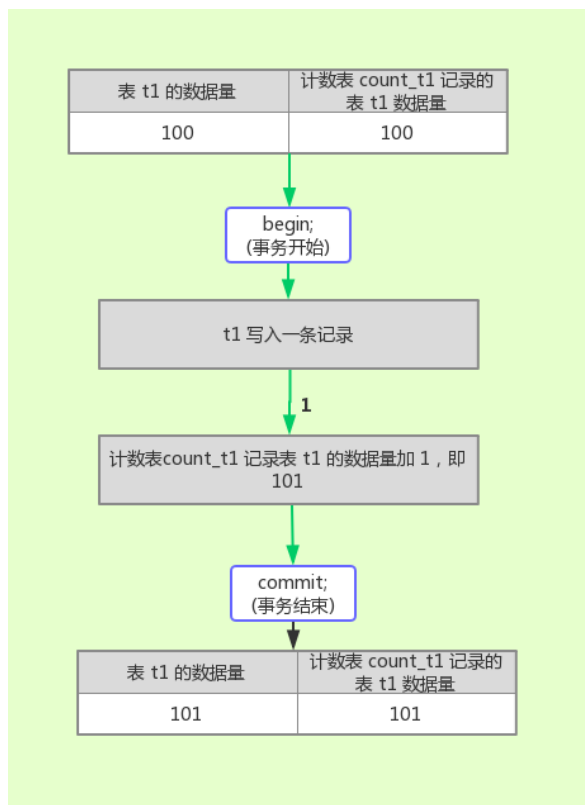 表 t1 的数据量
计数表 count_t1 记录的
表 t1 数据量
100
100
begin;
(事务开始)
t1 写入一条记录
1
计数表count_t1 记录表 t1 的数据量加 1，即
101
commit;
(事务结束)
表 t1 的数据量
计数表 count_t1 记录的
表 t1 数据量
101
101